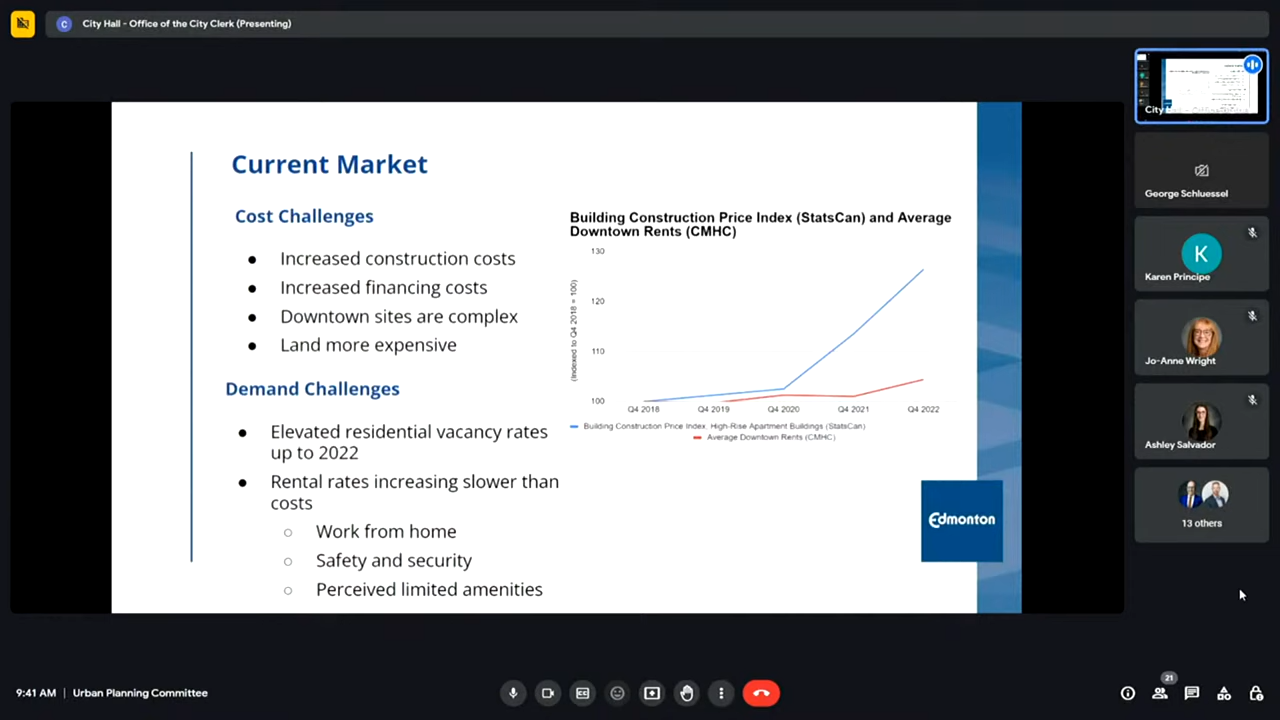 City Hall - Office of the City Clerk (Presenting)
C
Current Market
Cost Challenges
● Increased construction costs
● Increased financing costs
● Downtown sites are complex
● Land more expensive
Demand Challenges
● Elevated residential vacancy rates
up to 2022
● Rental rates increasing slower than
costs
○ Work from home
○ Safety and security
○ Perceived limited amenities
Building Construction Price Index (StatsCan) and Average
Downtown Rents (CMHC)
(Indexed to Q4 2018 = 100)
130
120
110
100
Q4 2018 Q4 2019 Q4 2020 Q4 2021 Q4 2022
Building Construction Price Index. High-Rise Apartment Buildings (StatsCan)
Average Downtown Rents (CMHC)
Edmonton
George Schluessel
K
Karen Principe
Jo-Anne Wright
Ashley Salvador
13 others
9:41 AM | Urban Planning Committee
21